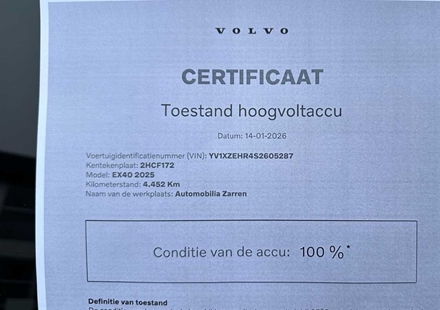 VOLVO
CERTIFICAAT
Toestand hoogvoltaccu
Datum: 14-01-2026
Voertuigidentificatienummer (VIN): YV1XZEHR4S2605287
Kentekenplaat: 2HCF172
Model: EX40 2025
Kilometerstand: 4.452 Km
Naam van de werkplaats: Automobilia Zarren
Conditie van de accu: 100 %*
Definitie van toestand